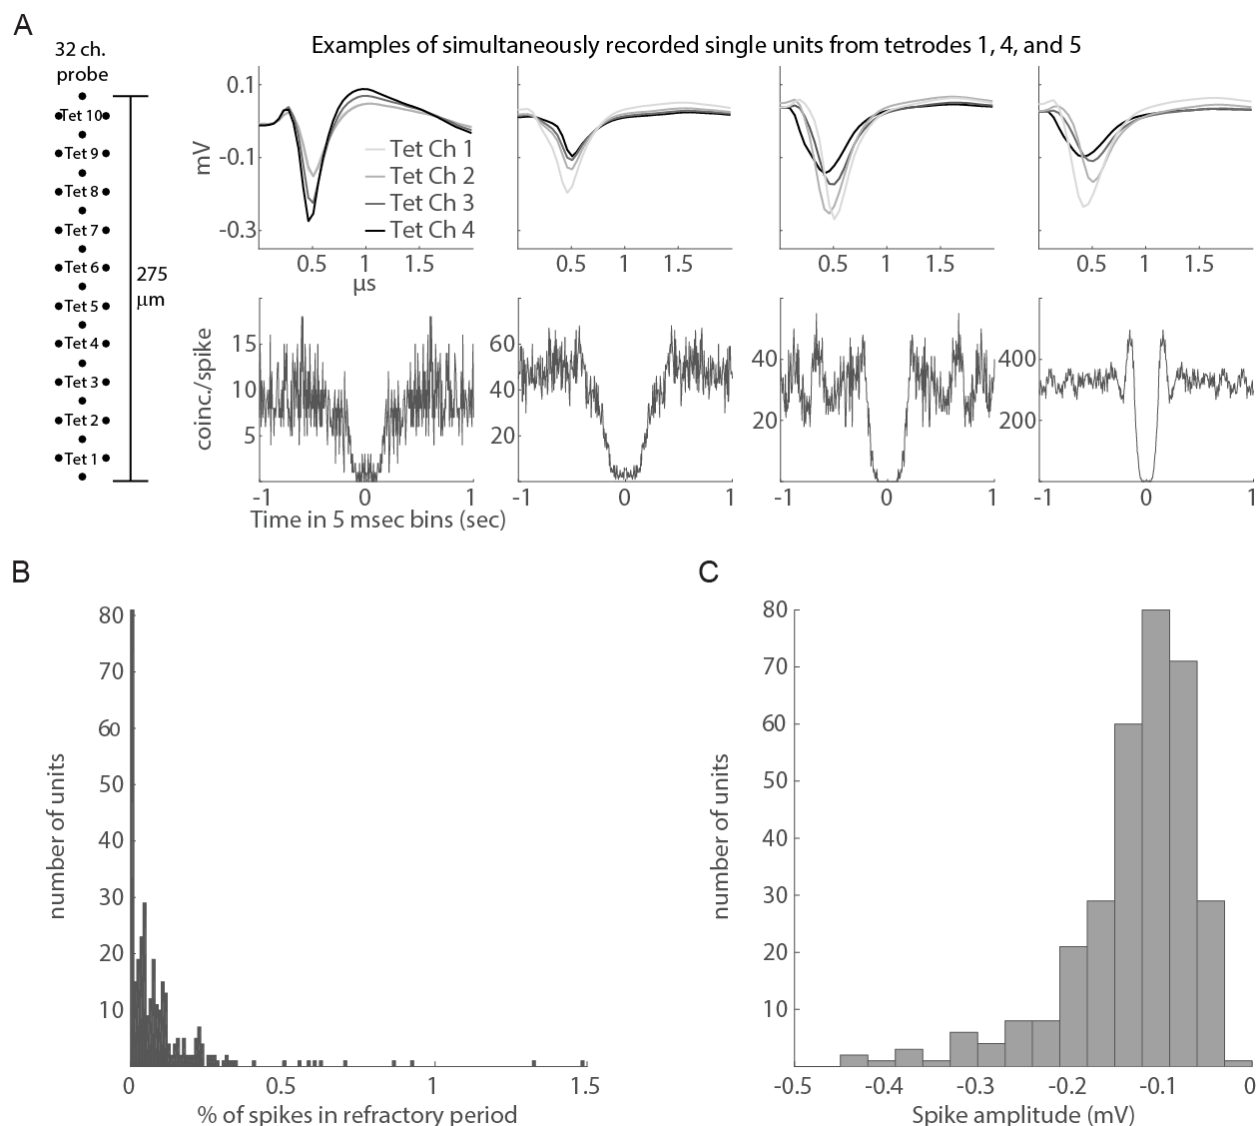 A
32 ch.
probe
Examples of simultaneously recorded single units from tetrodes 1, 4, and 5
Tet 10
Tet 9
Tet 8
Tet 7
Tet 6
Tet 5
Tet 4
Tet 3
Tet 2
Tet 1
275
μm
mV
0.1
-0.1
-0.3
Tet Ch 1
Tet Ch 2
Tet Ch 3
Tet Ch 4
0.5 1 1.5
μs
0.5 1 1.5
0.5 1 1.5
0.5 1 1.5
coinc./spike
15
10
5
-1 0 1
Time in 5 msec bins (sec)
60
40
20
-1 0 1
40
20
-1 0 1
400
200
-1 0 1
B
number of units
80
70
60
50
40
30
20
10
0 0.5 1 1.5
% of spikes in refractory period
C
number of units
80
70
60
50
40
30
20
10
-0.5 -0.4 -0.3 -0.2 -0.1 0
Spike amplitude (mV)